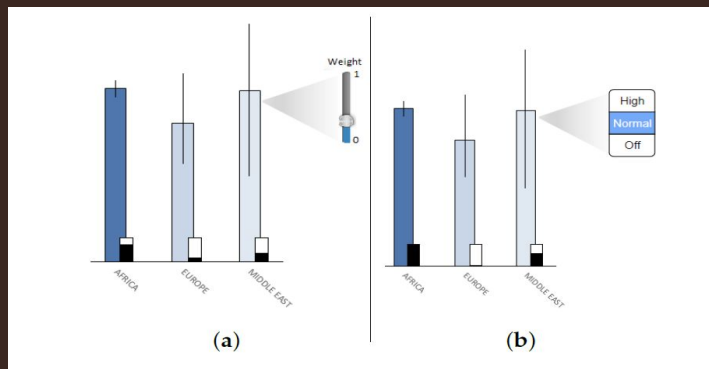 Weight
1
0
AFRICA
EUROPE
MIDDLE EAST
(a)
High
Normal
Off
AFRICA
EUROPE
MIDDLE EAST
(b)